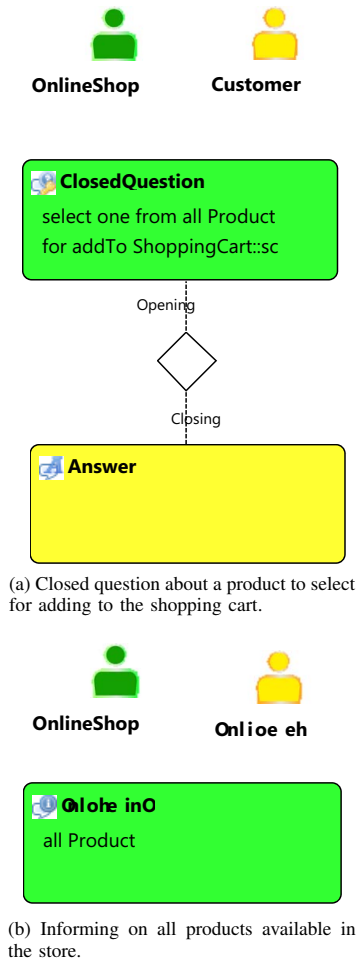 OnlineShop Customer
ClosedQuestion
select one from all Product
for addTo ShoppingCart::sc
Opening
Closing
Answer
(a) Closed question about a product to select
for adding to the shopping cart.
OnlineShop
all Product
(b) Informing on all products available in
the store.